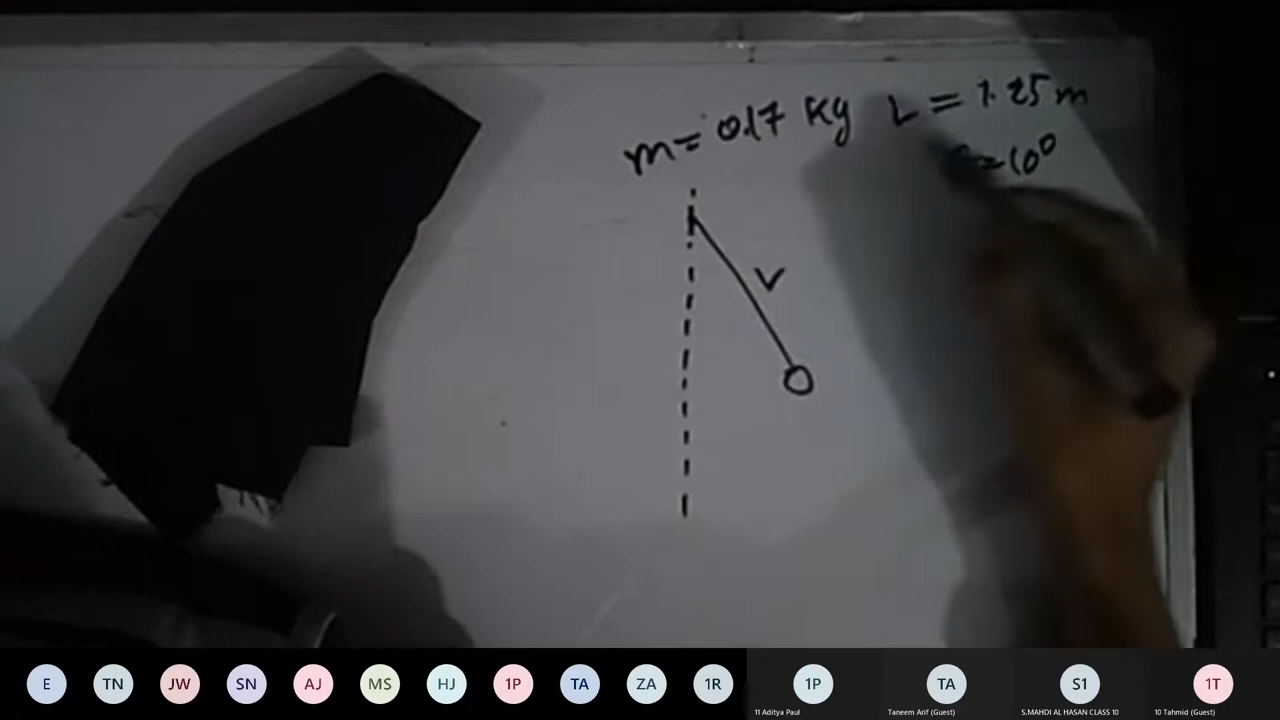 m = 0.17 Kg L = 1.25 m
= 10°
L
E TN JW SN AJ MS HJ 1P TA ZA 1R 1P TA S1 1T
11 Aditya Paul Taneem Arif (Guest) S.MAHDI AL HASAN CLASS 10 10 Tahmid (Guest)